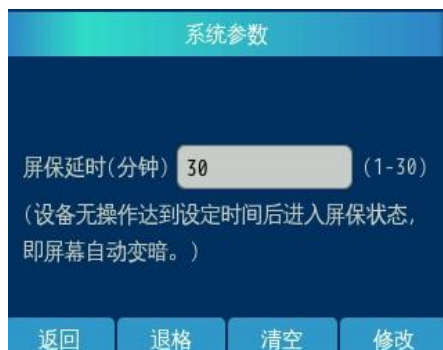 系统参数
屏保延时(分钟) 30 (1-30)
(设备无操作达到设定时间后进入屏保状态,
即屏幕自动变暗。)
返回 退格 清空 修改